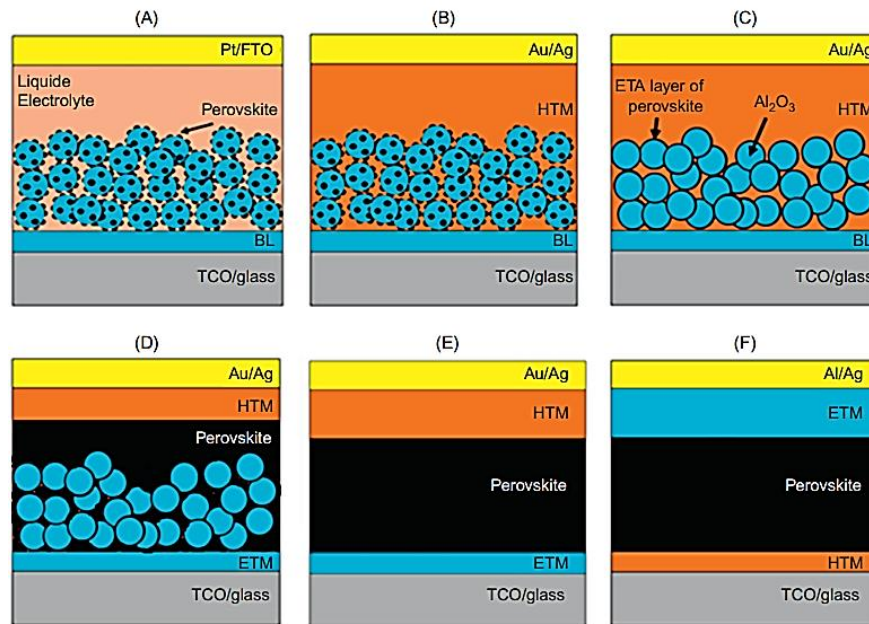 (A)
Pt/FTO
Liquide
Electrolyte
Perovskite
BL
TCO/glass
(B)
Au/Ag
HTM
BL
TCO/glass
(C)
Au/Ag
ETA layer of
perovskite
Al₂O₃
HTM
BL
TCO/glass
(D)
Au/Ag
HTM
Perovskite
ETM
TCO/glass
(E)
Au/Ag
HTM
Perovskite
ETM
TCO/glass
(F)
Al/Ag
ETM
Perovskite
HTM
TCO/glass